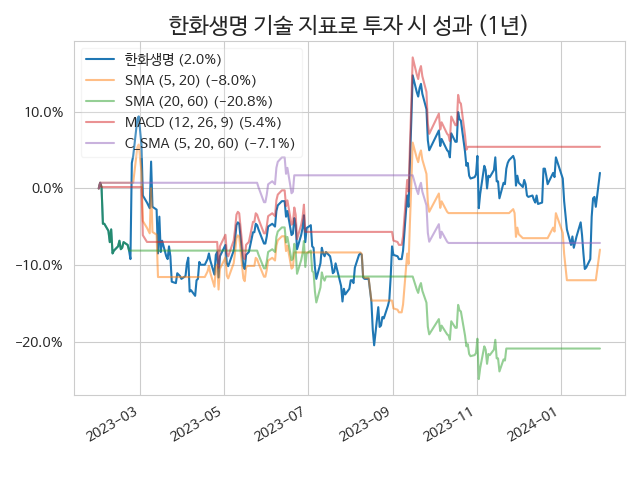 한화생명 기술 지표로 투자 시 성과 (1년)
한화생명 (2.0%)
SMA (5, 20) (−8.0%)
SMA (20, 60) (−20.8%)
MACD (12, 26, 9) (5.4%)
C_SMA (5, 20, 60) (−7.1%)
10.0%
0.0%
−10.0%
−20.0%
2023-03
2023-05
2023-07
2023-09
2023-11
2024-01